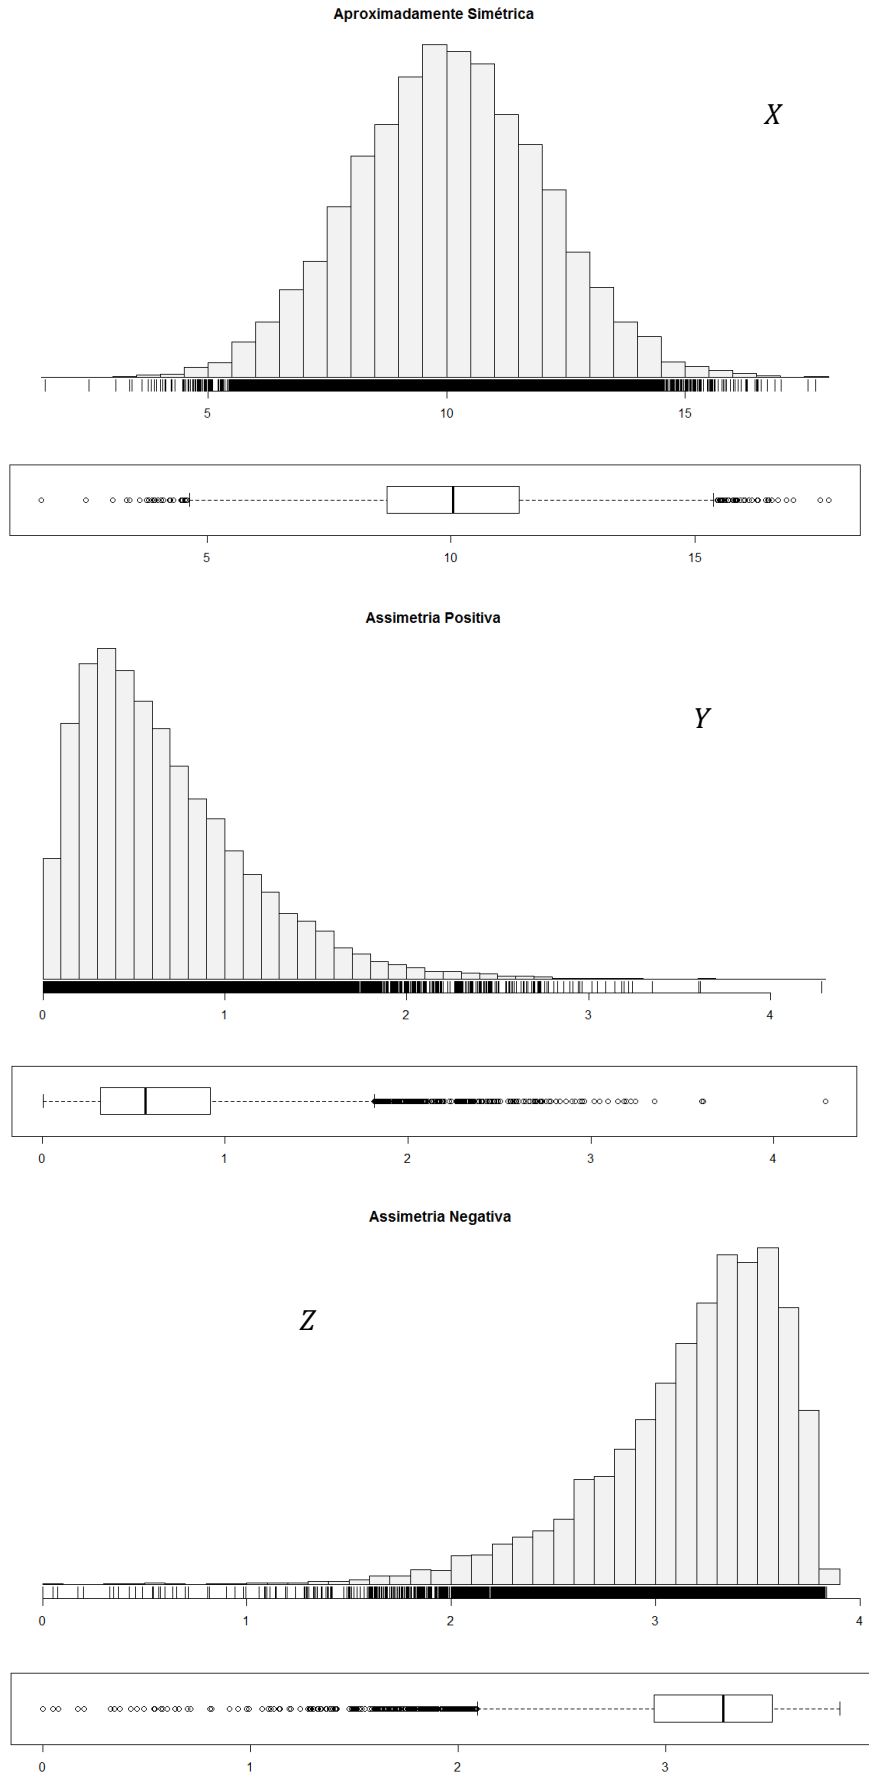 Aproximadamente Simétrica
X
5 10 15
5 10 15
Assimetria Positiva
Y
0 1 2 3 4
0 1 2 3 4
Assimetria Negativa
Z
0 1 2 3 4
0 1 2 3